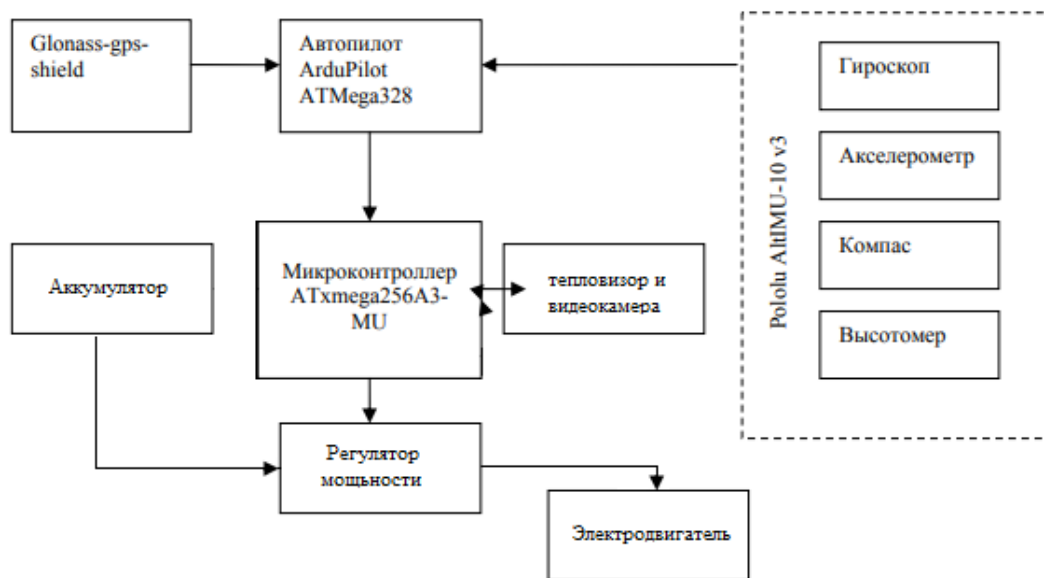 Glonass-gps-
shield
Автопилот
ArduPilot
ATMega328
Гироскоп
Акселерометр
Компас
Высотомер
Pololu AltIMU-10 v3
Аккумулятор
Микроконтроллер
ATxmega256A3-
MU
тепловизор и
видеокамера
Регулятор
мощьности
Электродвигатель